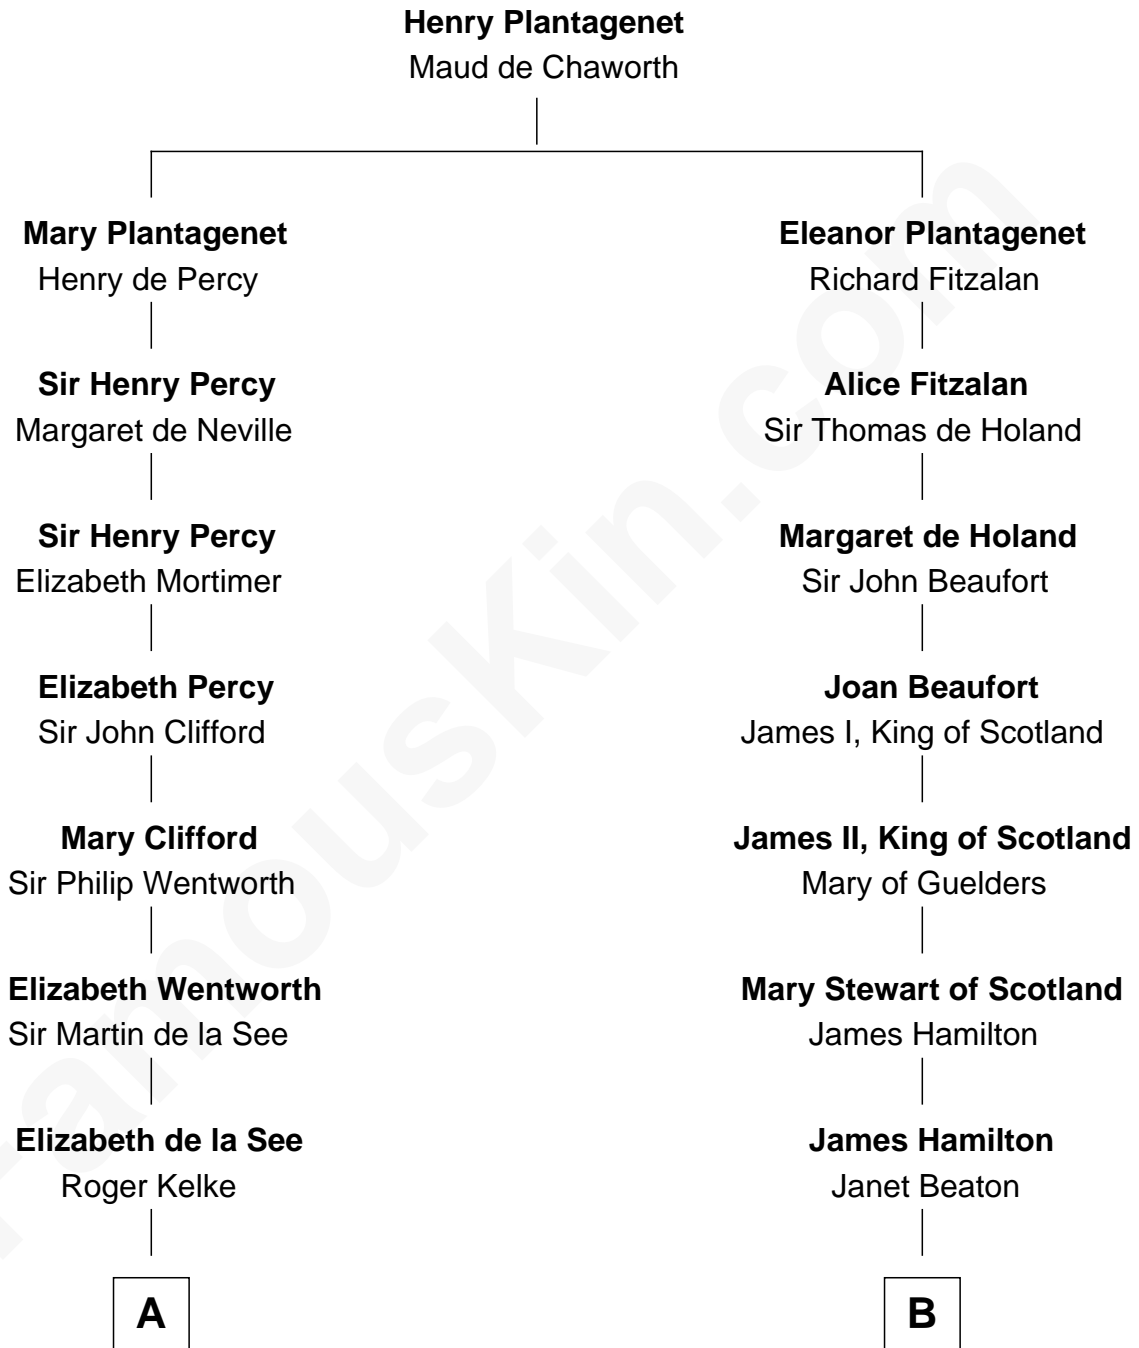 Henry Plantagenet
Maud de Chaworth
Mary Plantagenet
Henry de Percy
Eleanor Plantagenet
Richard Fitzalan
Sir Henry Percy
Margaret de Neville
Alice Fitzalan
Sir Thomas de Holand
Sir Henry Percy
Elizabeth Mortimer
Margaret de Holand
Sir John Beaufort
Elizabeth Percy
Sir John Clifford
Joan Beaufort
James I, King of Scotland
Mary Clifford
Sir Philip Wentworth
James II, King of Scotland
Mary of Guelders
Elizabeth Wentworth
Sir Martin de la See
Mary Stewart of Scotland
James Hamilton
Elizabeth de la See
Roger Kelke
James Hamilton
Janet Beaton
A
B
FamousKin.com